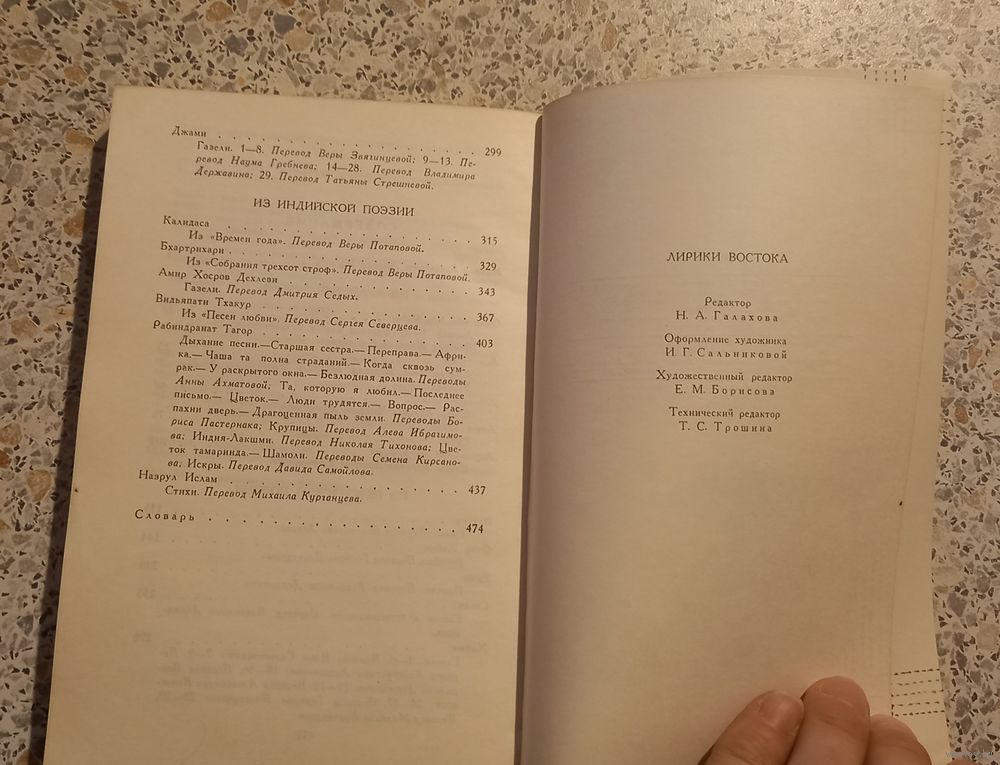 Джами . . . . . . . . . . . . . . . . . . 299
Газели. 1—8. Перевод Веры Звягинцевой; 9—13. Пе-
ревод Наума Гребнева; 14—28. Перевод Владимира
Державина; 29. Перевод Татьяны Стрешневой.
ИЗ ИНДИЙСКОЙ ПОЭЗИИ
Калидаса . . . . . . . . . . . . . . . . . 315
Из «Времен года». Перевод Веры Потаповой.
Бхартрихари . . . . . . . . . . . . . . . . 329
Из «Собрания трехсот строф». Перевод Веры Потаповой.
Амир Хосров Дехлеви . . . . . . . . . . . . 343
Газели. Перевод Дмитрия Седых.
Видьяпати Тхакур . . . . . . . . . . . . . 367
Из «Песен любви». Перевод Сергея Северцева.
Рабиндранат Тагор . . . . . . . . . . . . . 403
Дыхание песни.—Старшая сестра.— Переправа.— Афри-
ка.— Чаша та полна страданий.— Когда сквозь сум-
рак.— У раскрытого окна.— Безлюдная долина. Переводы
Анны Ахматовой; Та, которую я любил.— Последнее
письмо.— Цветок.— Люди трудятся.— Вопрос.— Рас-
пахни дверь.— Драгоценная пыль земли. Переводы Бо-
риса Пастернака; Крупицы. Перевод Алева Ибрагимо-
ва; Индия-Лакшми. Перевод Николая Тихонова; Цве-
ток тамаринда.— Шамоли. Переводы Семена Кирсано-
ва; Искры. Перевод Давида Самойлова.
Назрул Ислам . . . . . . . . . . . . . . . 437
Стихи. Перевод Михаила Курганцева.
Словарь . . . . . . . . . . . . . . . . . 474
ЛИРИКИ ВОСТОКА
Редактор
Н. А. Галахова
Оформление художника
И. Г. Сальниковой
Художественный редактор
Е. М. Борисова
Технический редактор
Т. С. Трошина